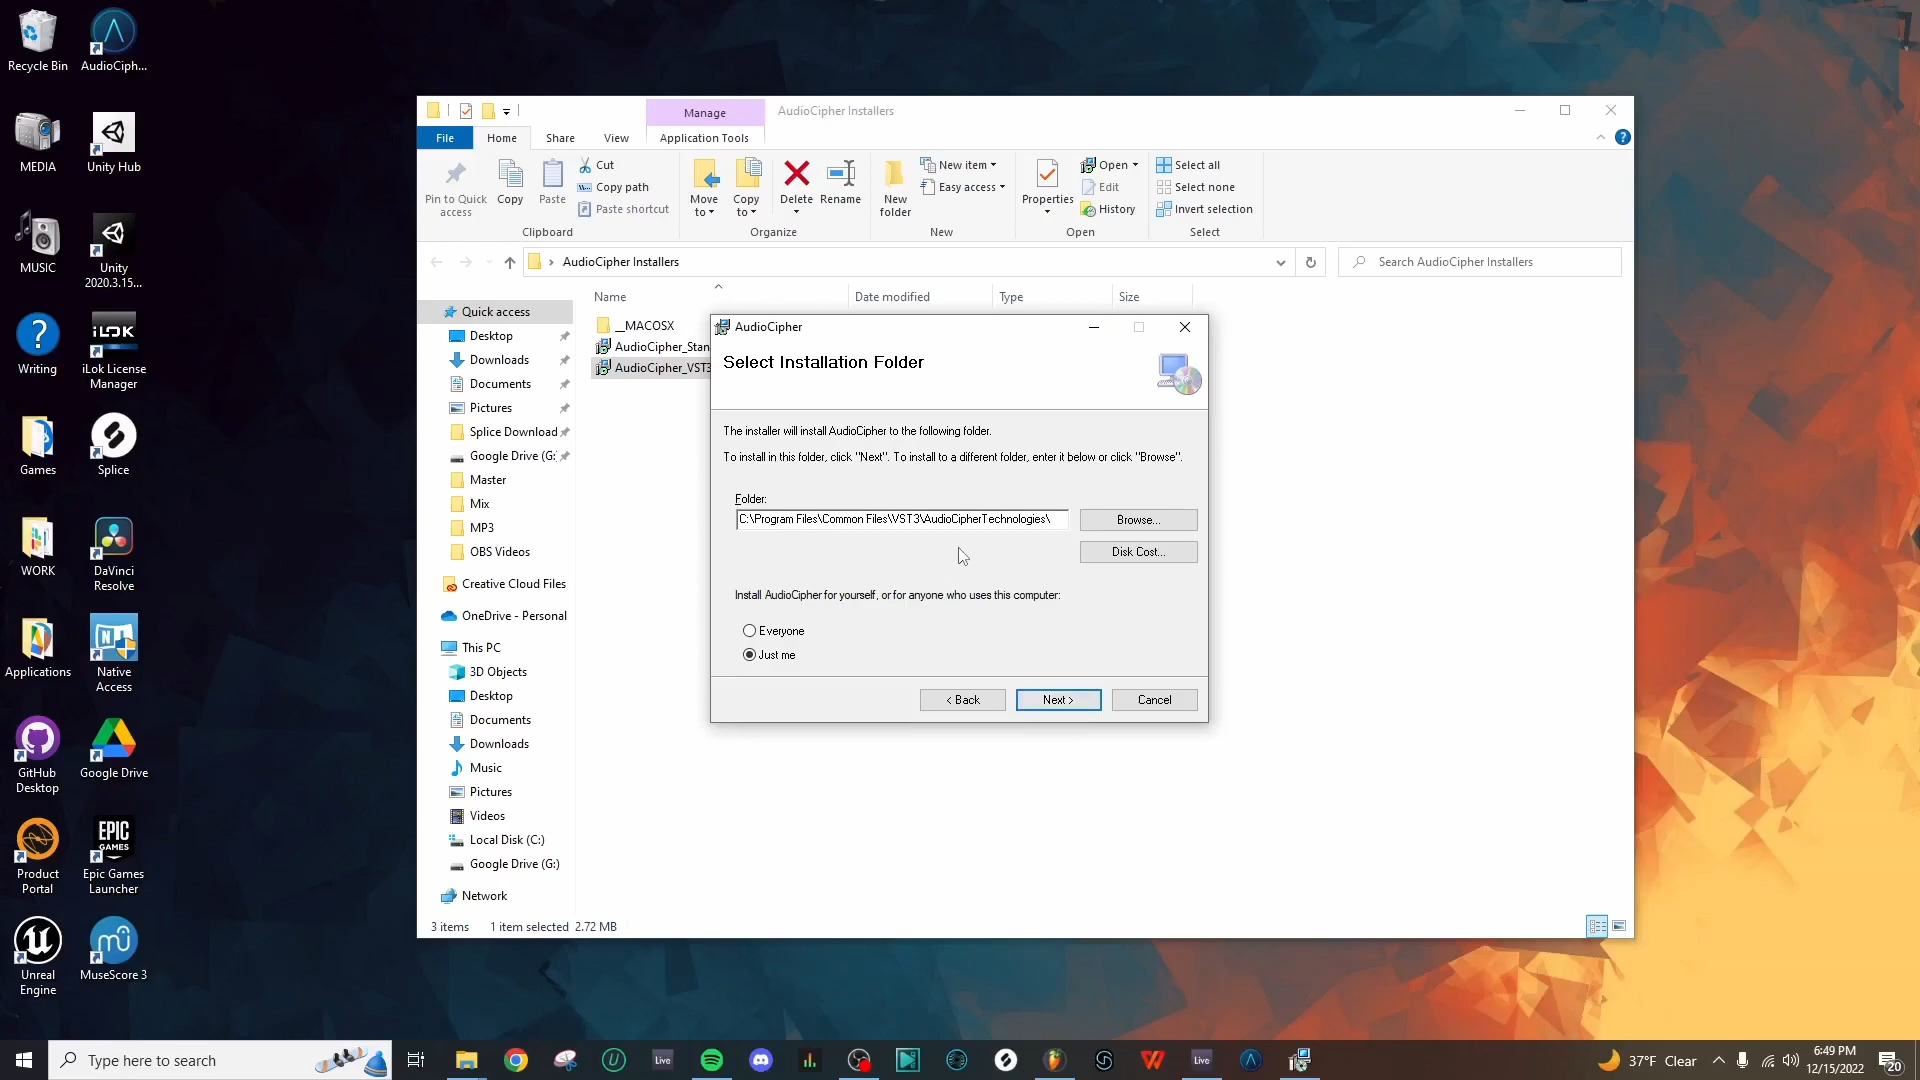 Recycle Bin
AudioCiph...
MEDIA
Unity Hub
MUSIC
Unity
2020.3.15...
Writing
iLOK
iLok License
Manager
Games
Splice
WORK
DaVinci
Resolve
Applications
Native
Access
GitHub
Desktop
Google Drive
Product
Portal
EPIC
GAMES
Epic Games
Launcher
Unreal
Engine
MuseScore 3
Manage
AudioCipher Installers
File
Home
Share
View
Application Tools
Pin to Quick
access
Copy
Paste
Cut
Copy path
Paste shortcut
Clipboard
Move
to
Copy
to
Delete
Rename
Organize
New
folder
New item
Easy access
New
Properties
Open
Edit
History
Open
Select all
Select none
Invert selection
Select
AudioCipher Installers
Search AudioCipher Installers
Name
Date modified
Type
Size
__MACOSX
AudioCipher_Stan
AudioCipher_VST3
Quick access
Desktop
Downloads
Documents
Pictures
Splice Download
Google Drive (G:
Master
Mix
MP3
OBS Videos
Creative Cloud Files
OneDrive - Personal
This PC
3D Objects
Desktop
Documents
Downloads
Music
Pictures
Videos
Local Disk (C:)
Google Drive (G:)
Network
3 items
1 item selected 2.72 MB
AudioCipher
Select Installation Folder
The installer will install AudioCipher to the following folder.
To install in this folder, click "Next". To install to a different folder, enter it below or click "Browse".
Folder:
C:\Program Files\Common Files\VST3\AudioCipherTechnologies\
Browse...
Disk Cost...
Install AudioCipher for yourself, or for anyone who uses this computer:
Everyone
Just me
< Back
Next >
Cancel
Type here to search
Live
Live
37°F Clear
6:49 PM
12/15/2022
20